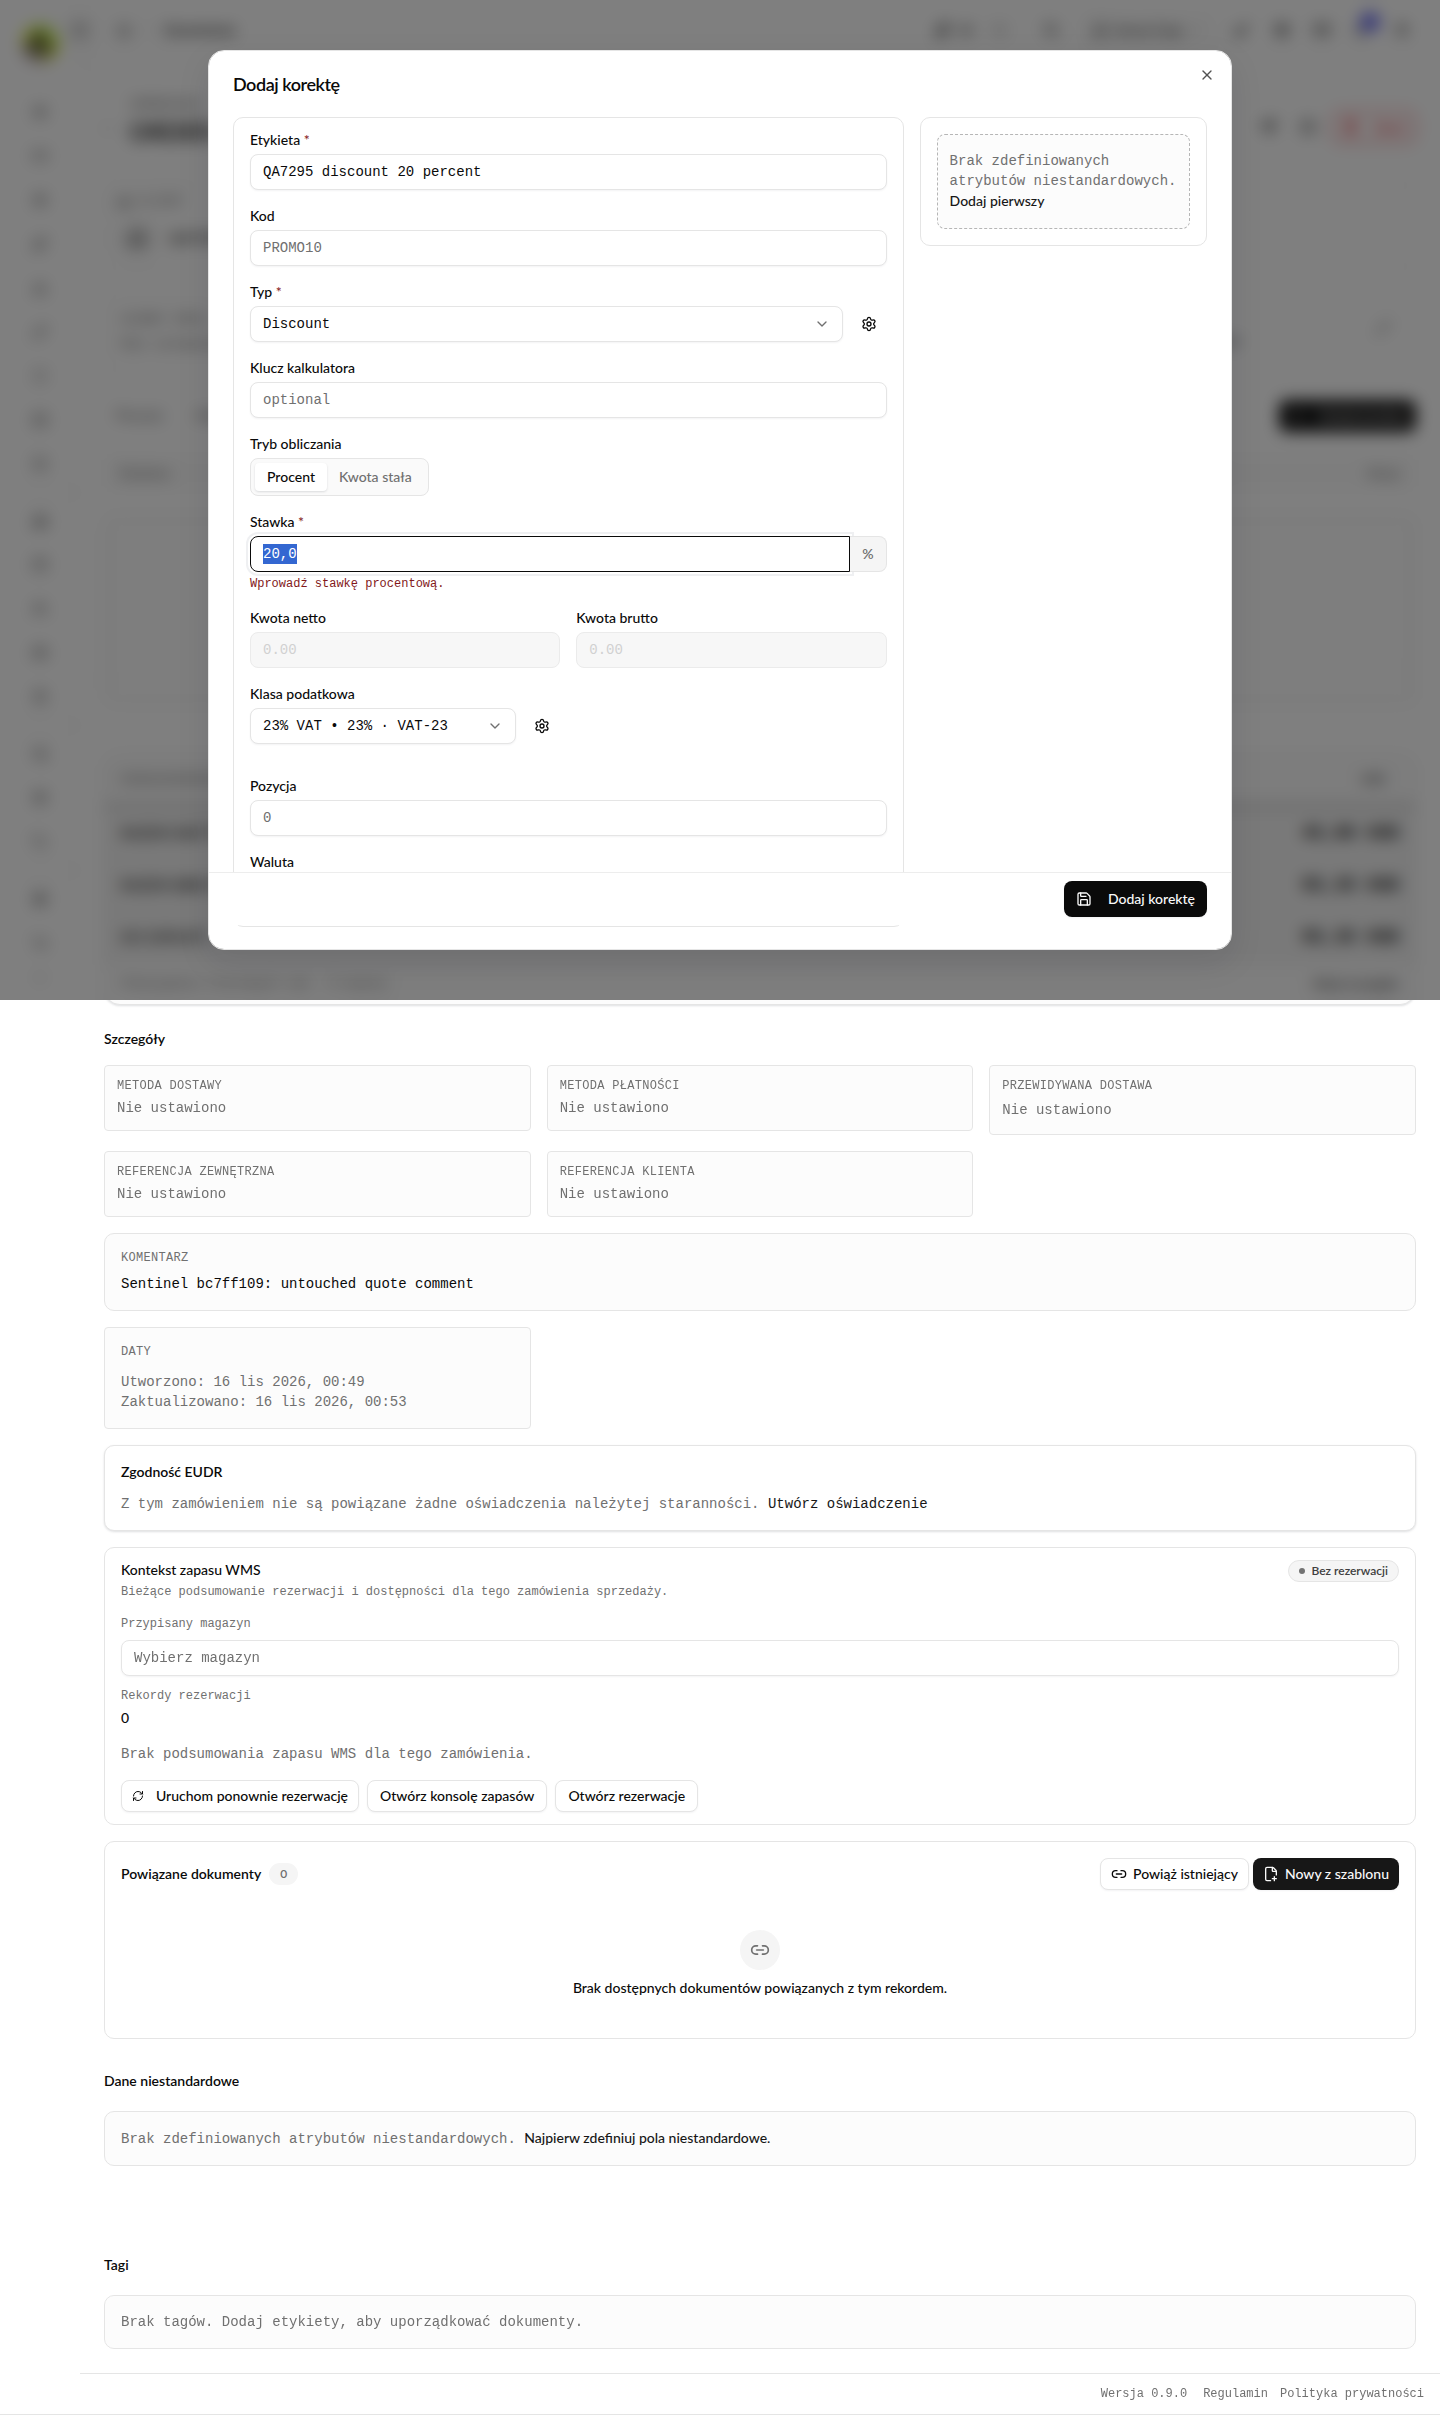 Dodaj korektę
Etykieta *
QA7295 discount 20 percent
Kod
PROMO10
Typ *
Discount
Klucz kalkulatora
optional
Tryb obliczania
Procent
Kwota stała
Stawka *
20,0
%
Wprowadź stawkę procentową.
Kwota netto
Kwota brutto
0.00
0.00
Klasa podatkowa
23% VAT • 23% · VAT-23
Pozycja
0
Waluta
Brak zdefiniowanych
atrybutów niestandardowych.
Dodaj pierwszy
Dodaj korektę
Szczegóły
METODA DOSTAWY
Nie ustawiono
METODA PŁATNOŚCI
Nie ustawiono
PRZEWIDYWANA DOSTAWA
Nie ustawiono
REFERENCJA ZEWNĘTRZNA
Nie ustawiono
REFERENCJA KLIENTA
Nie ustawiono
KOMENTARZ
Sentinel bc7ff109: untouched quote comment
DATY
Utworzono: 16 lis 2026, 00:49
Zaktualizowano: 16 lis 2026, 00:53
Zgodność EUDR
Z tym zamówieniem nie są powiązane żadne oświadczenia należytej staranności. Utwórz oświadczenie
Kontekst zapasu WMS
Bez rezerwacji
Bieżące podsumowanie rezerwacji i dostępności dla tego zamówienia sprzedaży.
Przypisany magazyn
Wybierz magazyn
Rekordy rezerwacji
0
Brak podsumowania zapasu WMS dla tego zamówienia.
Uruchom ponownie rezerwację
Otwórz konsolę zapasów
Otwórz rezerwacje
Powiązane dokumenty 0
Powiąż istniejący
Nowy z szablonu
Brak dostępnych dokumentów powiązanych z tym rekordem.
Dane niestandardowe
Brak zdefiniowanych atrybutów niestandardowych. Najpierw zdefiniuj pola niestandardowe.
Tagi
Brak tagów. Dodaj etykiety, aby uporządkować dokumenty.
Wersja 0.9.0 Regulamin Polityka prywatności